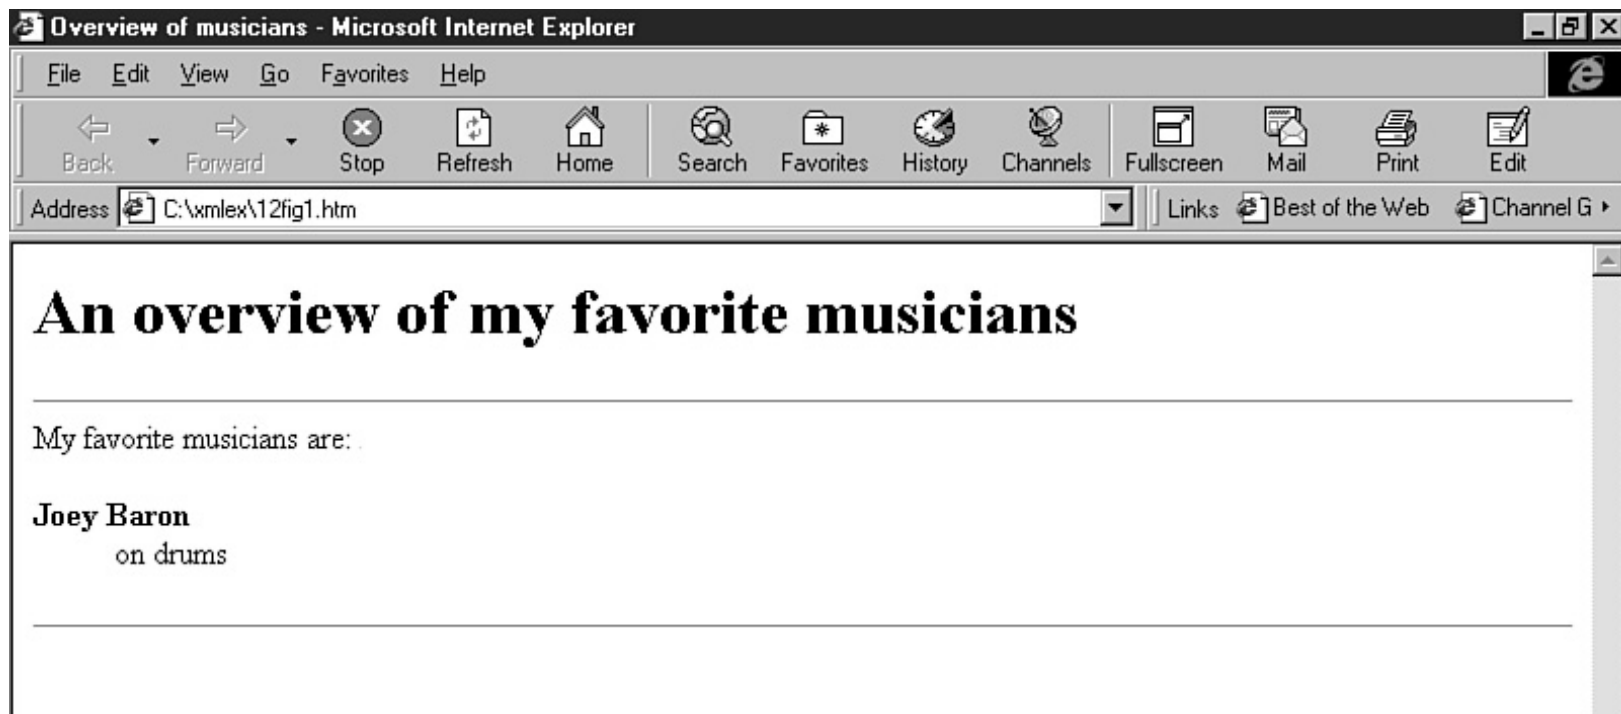 Overview of musicians - Microsoft Internet Explorer
File Edit View Go Favorites Help
Back Forward Stop Refresh Home Search Favorites History Channels Fullscreen Mail Print Edit
Address C:\xmlex\12fig1.htm Links Best of the Web Channel G
An overview of my favorite musicians
My favorite musicians are:
Joey Baron
on drums